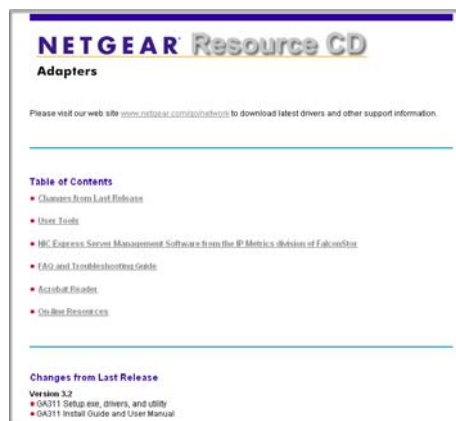 NETGEAR Resource CD
Adapters
Please visit our web site www.netgear.com/go/network to download latest drivers and other support information.
Table of Contents
Changes from Last Release
User Tools
NIC Express Server Management Software from the IP Metrics division of FalconStor
FAQ and Troubleshooting Guide
Acrobat Reader
On-line Resources
Changes from Last Release
Version 3.2
GA311 Setup.exe, drivers, and utility
GA311 Install Guide and User Manual